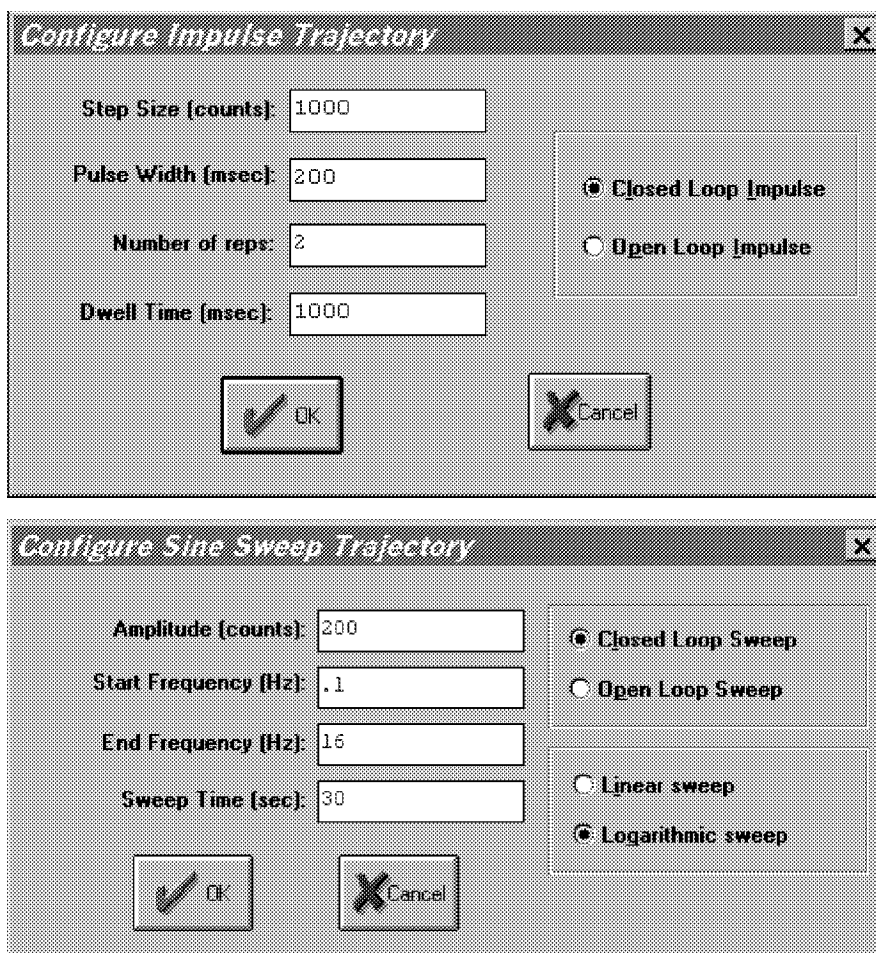 Configure Impulse Trajectory
Step Size (counts): 1000
Pulse Width (msec): 200
Number of reps: 2
Dwell Time (msec): 1000
Closed Loop Impulse
Open Loop Impulse
OK
Cancel
Configure Sine Sweep Trajectory
Amplitude (counts): 200
Start Frequency (Hz): .1
End Frequency (Hz): 16
Sweep Time (sec): 30
Closed Loop Sweep
Open Loop Sweep
Linear sweep
Logarithmic sweep
OK
Cancel